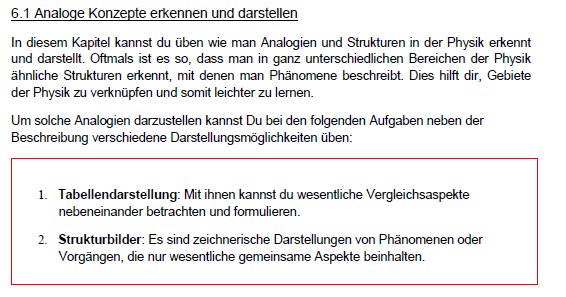 6.1 Analoge Konzepte erkennen und darstellen
In diesem Kapitel kannst du üben wie man Analogien und Strukturen in der Physik erkennt
und darstellt. Oftmals ist es so, dass man in ganz unterschiedlichen Bereichen der Physik
ähnliche Strukturen erkennt, mit denen man Phänomene beschreibt. Dies hilft dir, Gebiete
der Physik zu verknüpfen und somit leichter zu lernen.
Um solche Analogien darzustellen kannst Du bei den folgenden Aufgaben neben der
Beschreibung verschiedene Darstellungsmöglichkeiten üben:
1. Tabellendarstellung: Mit ihnen kannst du wesentliche Vergleichsaspekte
nebeneinander betrachten und formulieren.
2. Strukturbilder: Es sind zeichnerische Darstellungen von Phänomenen oder
Vorgängen, die nur wesentliche gemeinsame Aspekte beinhalten.